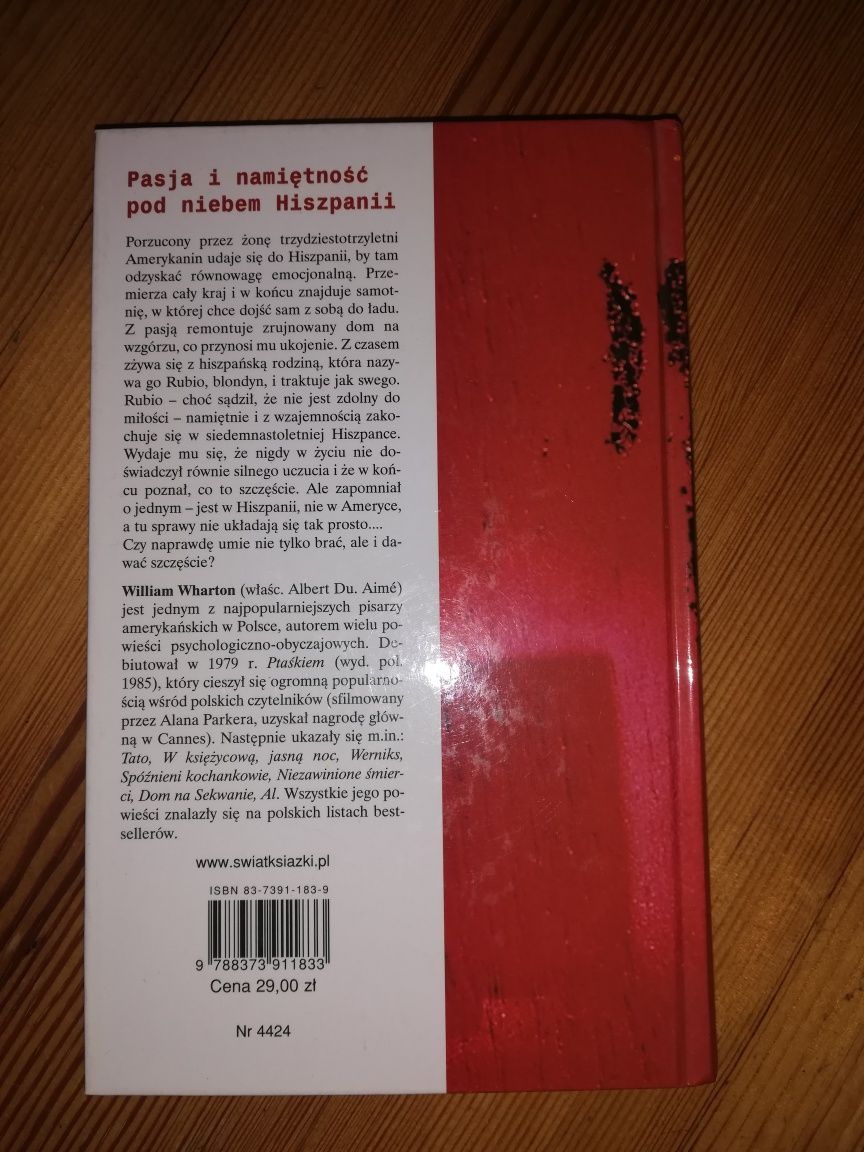 Pasja i namiętność
pod niebem Hiszpanii
Porzucony przez żonę trzydziestotrzyletni
Amerykanin udaje się do Hiszpanii, by tam
odzyskać równowagę emocjonalną. Prze-
mierza cały kraj i w końcu znajduje samot-
nię, w której chce dojść sam z sobą do ładu.
Z pasją remontuje zrujnowany dom na
wzgórzu, co przynosi mu ukojenie. Z czasem
zżywa się z hiszpańską rodziną, która nazy-
wa go Rubio, blondyn, i traktuje jak swego.
Rubio – choć sądził, że nie jest zdolny do
miłości – namiętnie i z wzajemnością zako-
chuje się w siedemnastoletniej Hiszpance.
Wydaje mu się, że nigdy w życiu nie do-
świadczył równie silnego uczucia i że w koń-
cu poznał, co to szczęście. Ale zapomniał
o jednym – jest w Hiszpanii, nie w Ameryce,
a tu sprawy nie układają się tak prosto....
Czy naprawdę umie nie tylko brać, ale i da-
wać szczęście?
William Wharton (właśc. Albert Du. Aimé)
jest jednym z najpopularniejszych pisarzy
amerykańskich w Polsce, autorem wielu po-
wieści psychologiczno-obyczajowych. De-
biutował w 1979 r. Ptaśkiem (wyd. pol.
1985), który cieszył się ogromną popularno-
ścią wśród polskich czytelników (sfilmowany
przez Alana Parkera, uzyskał nagrodę głów-
ną w Cannes). Następnie ukazały się m.in.:
Tato, W księżycową, jasną noc, Werniks,
Spóźnieni kochankowie, Niezawinione śmier-
ci, Dom na Sekwanie, Al. Wszystkie jego po-
wieści znalazły się na polskich listach best-
sellerów.
www.swiatksiazki.pl
ISBN 83-7391-183-9
9 788373 911833
Cena 29,00 zł
Nr 4424